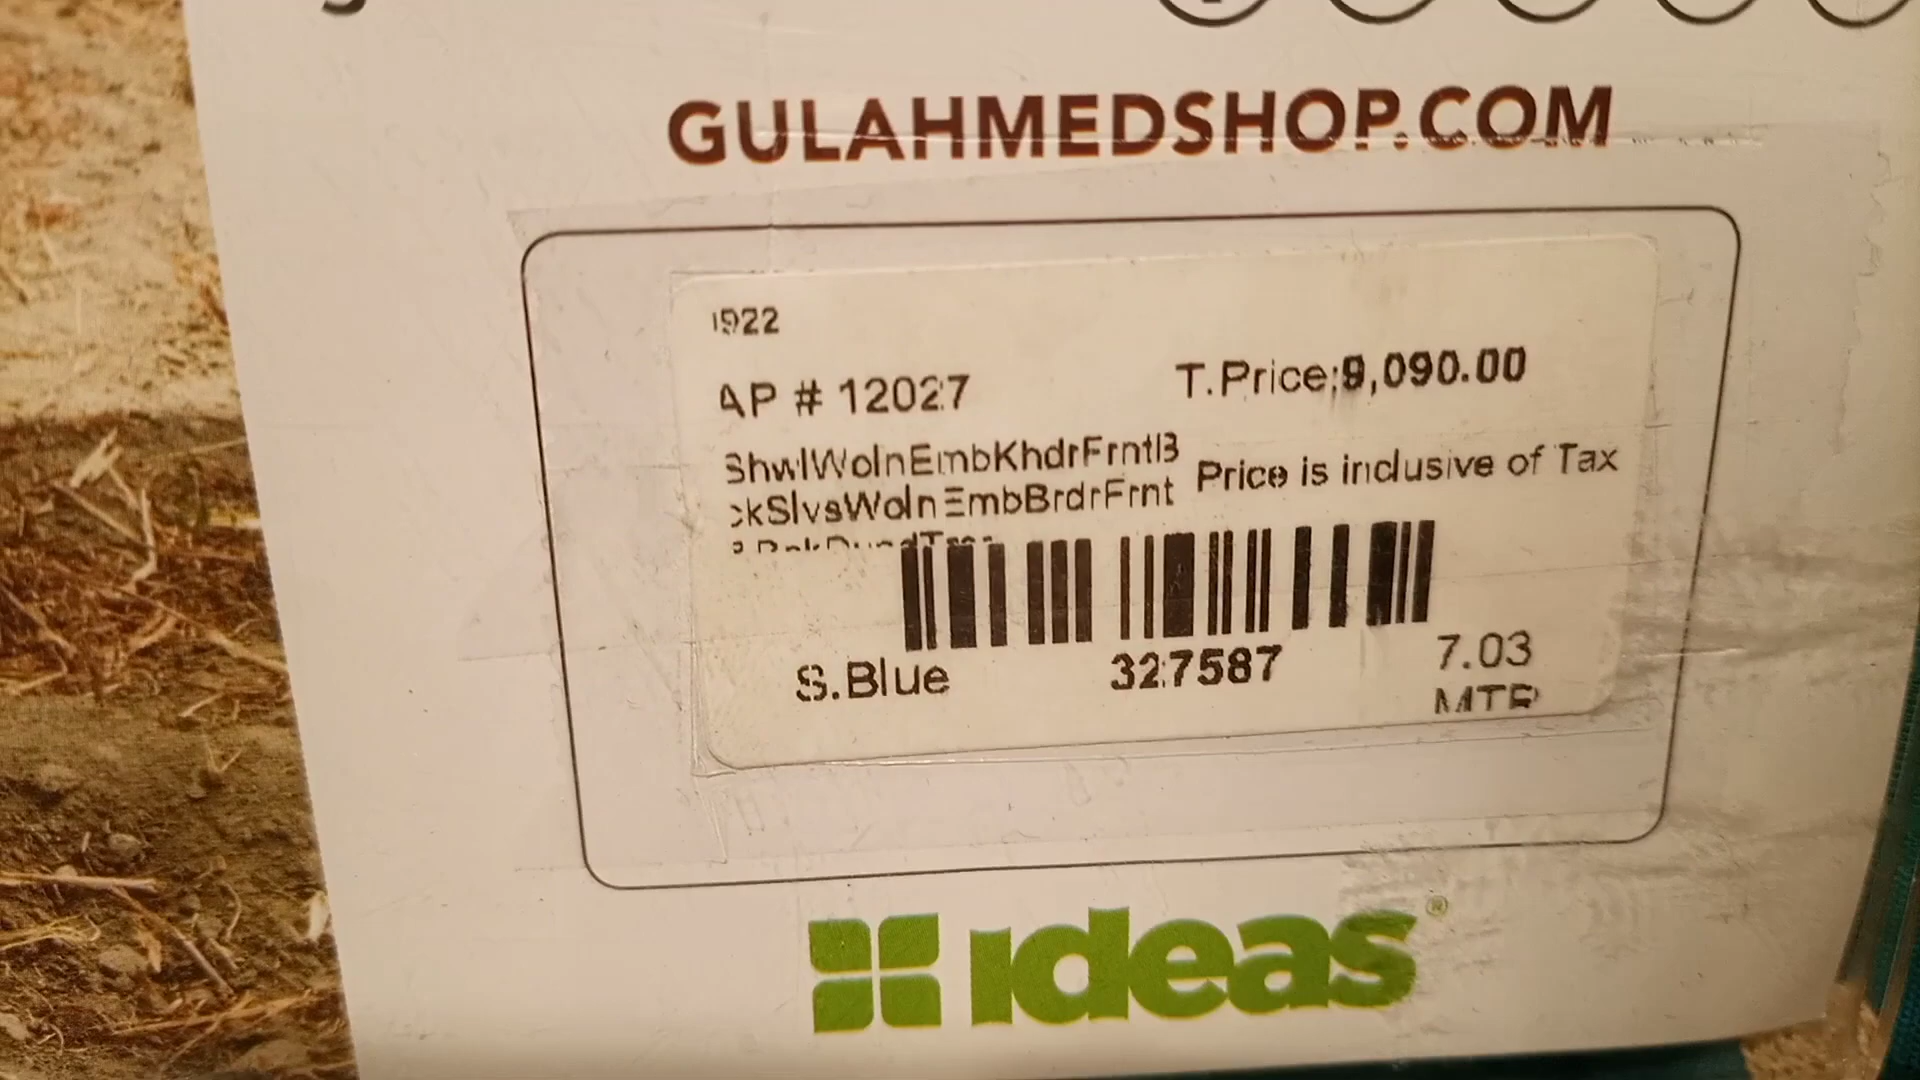 GULAHMEDSHOP.COM
1922
AP # 12027
T.Price:9,090.00
ShwlWolnEmbKhdrFrntB
ckSlvsWolnEmbBrdrFrnt
Price is inclusive of Tax
S.Blue
327587
7.03
MTR
ideas®